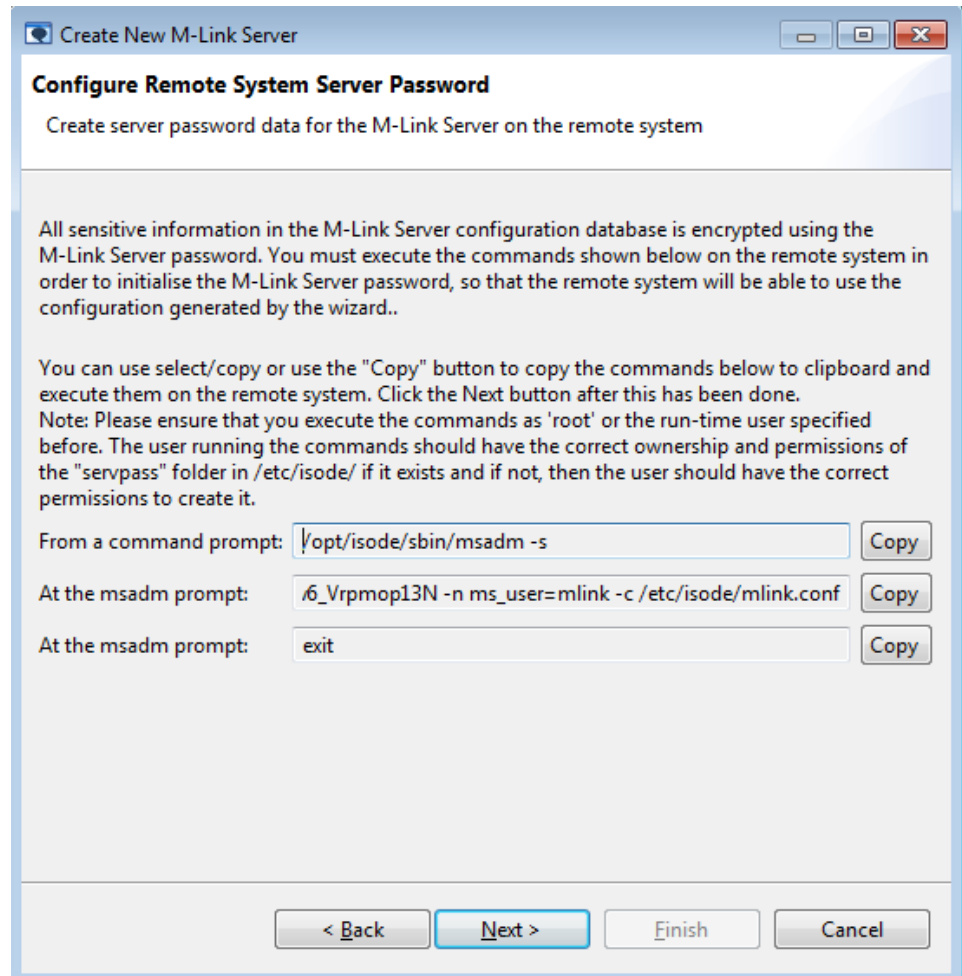 Create New M-Link Server
Configure Remote System Server Password
Create server password data for the M-Link Server on the remote system
All sensitive information in the M-Link Server configuration database is encrypted using the
M-Link Server password. You must execute the commands shown below on the remote system in
order to initialise the M-Link Server password, so that the remote system will be able to use the
configuration generated by the wizard..
You can use select/copy or use the "Copy" button to copy the commands below to clipboard and
execute them on the remote system. Click the Next button after this has been done.
Note: Please ensure that you execute the commands as 'root' or the run-time user specified
before. The user running the commands should have the correct ownership and permissions of
the "servpass" folder in /etc/isode/ if it exists and if not, then the user should have the correct
permissions to create it.
From a command prompt: /opt/isode/sbin/msadm -s Copy
At the msadm prompt: -n ms_user=mlink -c /etc/isode/mlink.conf Copy
At the msadm prompt: exit Copy
< Back Next > Finish Cancel